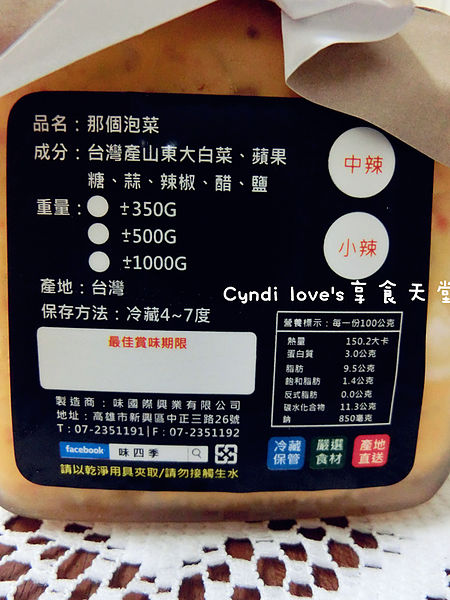 品名：那個泡菜
成分：台灣產山東大白菜、蘋果
糖、蒜、辣椒、醋、鹽
中辣
重量：±350G
±500G
±1000G
小辣
產地：台灣
Cyndi love's享食天堂
保存方法：冷藏4~7度
最佳賞味期限
營養標示：每一份100公克
熱量 150.2大卡
蛋白質 3.0公克
脂肪 9.5公克
飽和脂肪 1.4公克
反式脂肪 0.0公克
碳水化合物 11.3公克
鈉 850毫克
製造商：味國際興業有限公司
地址：高雄市新興區中正三路26號
T：07-2351191|F：07-2351192
facebook 味四季
冷藏保管
嚴選食材
產地直送
請以乾淨用具夾取/請勿接觸生水